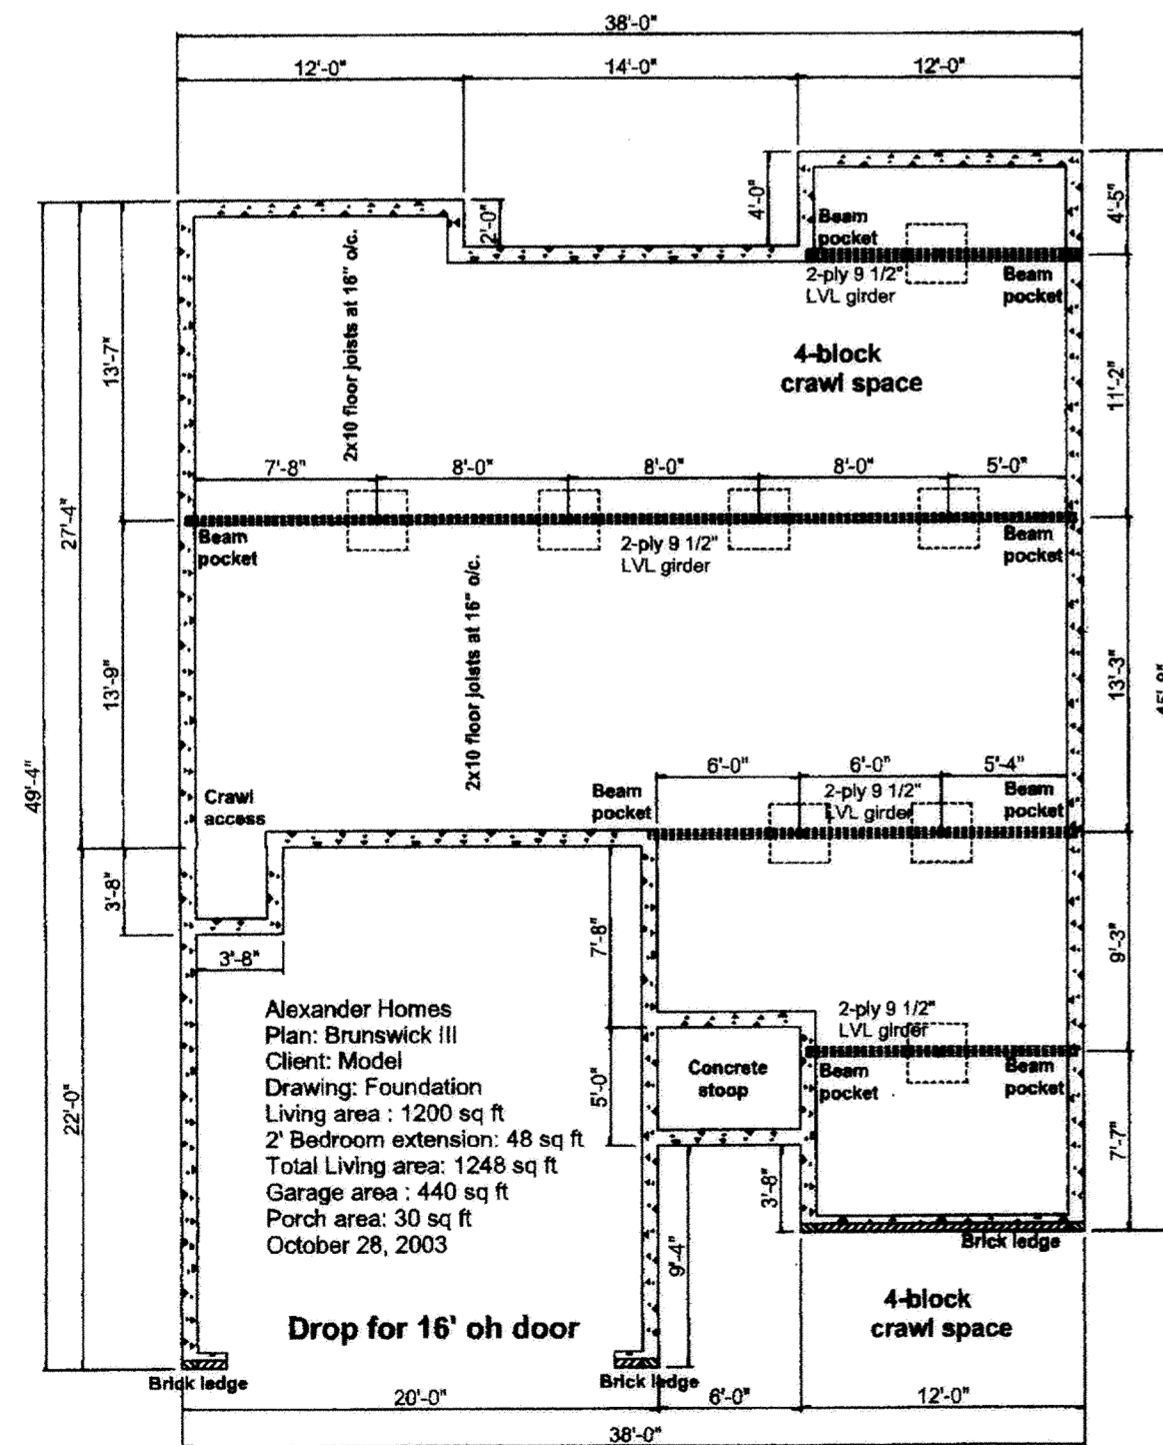 38'-0"
12'-0"
14'-0"
12'-0"
4'-0"
4'-5"
2'-0"
Beam
pocket
2-ply 9 1/2"
LVL girder
Beam
pocket
2x10 floor joists at 16" o/c.
13'-7"
4-block
crawl space
11'-2"
7'-8"
8'-0"
8'-0"
8'-0"
5'-0"
27'-4"
Beam
pocket
2-ply 9 1/2"
LVL girder
Beam
pocket
2x10 floor joists at 16" o/c.
13'-9"
13'-3"
49'-4"
6'-0"
6'-0"
5'-4"
Crawl
access
Beam
pocket
2-ply 9 1/2"
LVL girder
Beam
pocket
3'-8"
3'-8"
7'-8"
9'-3"
Alexander Homes
Plan: Brunswick III
Client: Model
Drawing: Foundation
Living area : 1200 sq ft
2' Bedroom extension: 48 sq ft
Total Living area: 1248 sq ft
Garage area : 440 sq ft
Porch area: 30 sq ft
October 28, 2003
2-ply 9 1/2"
LVL girder
Concrete
stoop
Beam
pocket
Beam
pocket
5'-0"
22'-0"
7'-7"
3'-8"
9'-4"
Brick ledge
Drop for 16' oh door
4-block
crawl space
Brick ledge
Brick ledge
20'-0"
6'-0"
12'-0"
38'-0"